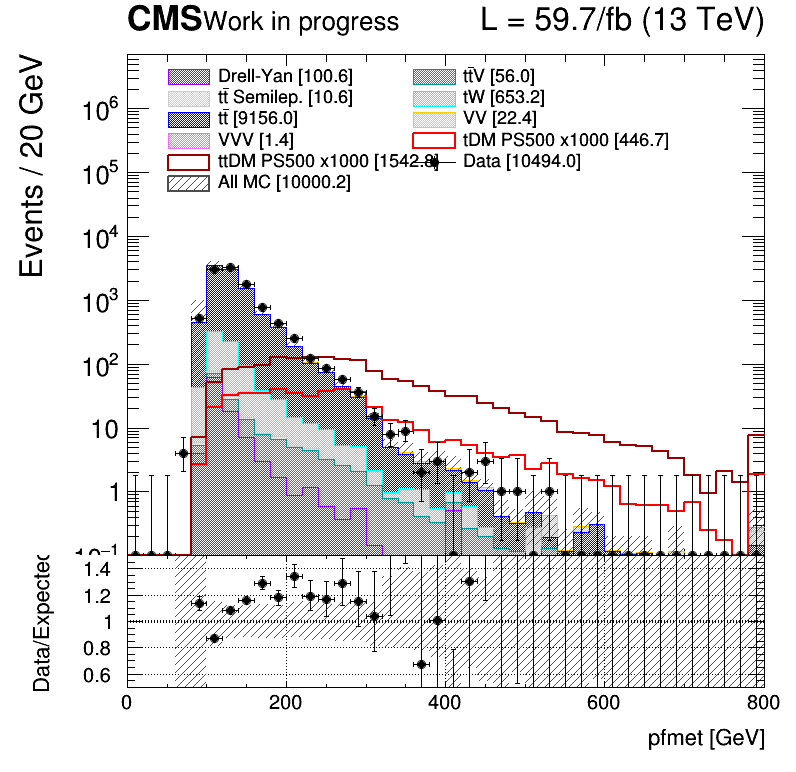 CMS Work in progress L = 59.7/fb (13 TeV)
Events / 20 GeV
Drell-Yan [100.6] tt̄V [56.0]
tt̄ Semilep. [10.6] tW [653.2]
tt̄ [9156.0] VV [22.4]
VVV [1.4] tDM PS500 x1000 [446.7]
ttDM PS500 x1000 [1542.8] Data [10494.0]
All MC [10000.2]
10⁶
10⁵
10⁴
10³
10²
10
1
10⁻¹
Data/Expected
1.4
1.2
1
0.8
0.6
0 200 400 600 800
pfmet [GeV]